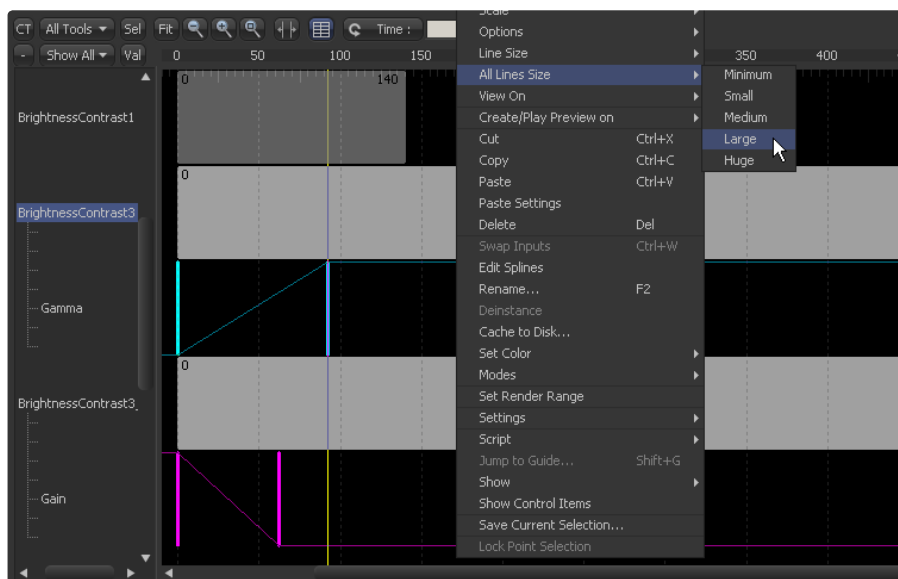 Scale
CT All Tools Sel Fit Time :
- Show All Val 0 50 100 150 350 400
Options
Line Size
All Lines Size
View On
Create/Play Preview on
Cut Ctrl+X
Copy Ctrl+C
Paste Ctrl+V
Paste Settings
Delete Del
Swap Inputs Ctrl+W
Edit Splines
Rename... F2
Deinstance
Cache to Disk...
Set Color
Modes
Set Render Range
Settings
Script
Jump to Guide... Shift+G
Show
Show Control Items
Save Current Selection...
Lock Point Selection
Minimum
Small
Medium
Large
Huge
0 140
BrightnessContrast1
0
BrightnessContrast3
Gamma
0
BrightnessContrast3_
Gain